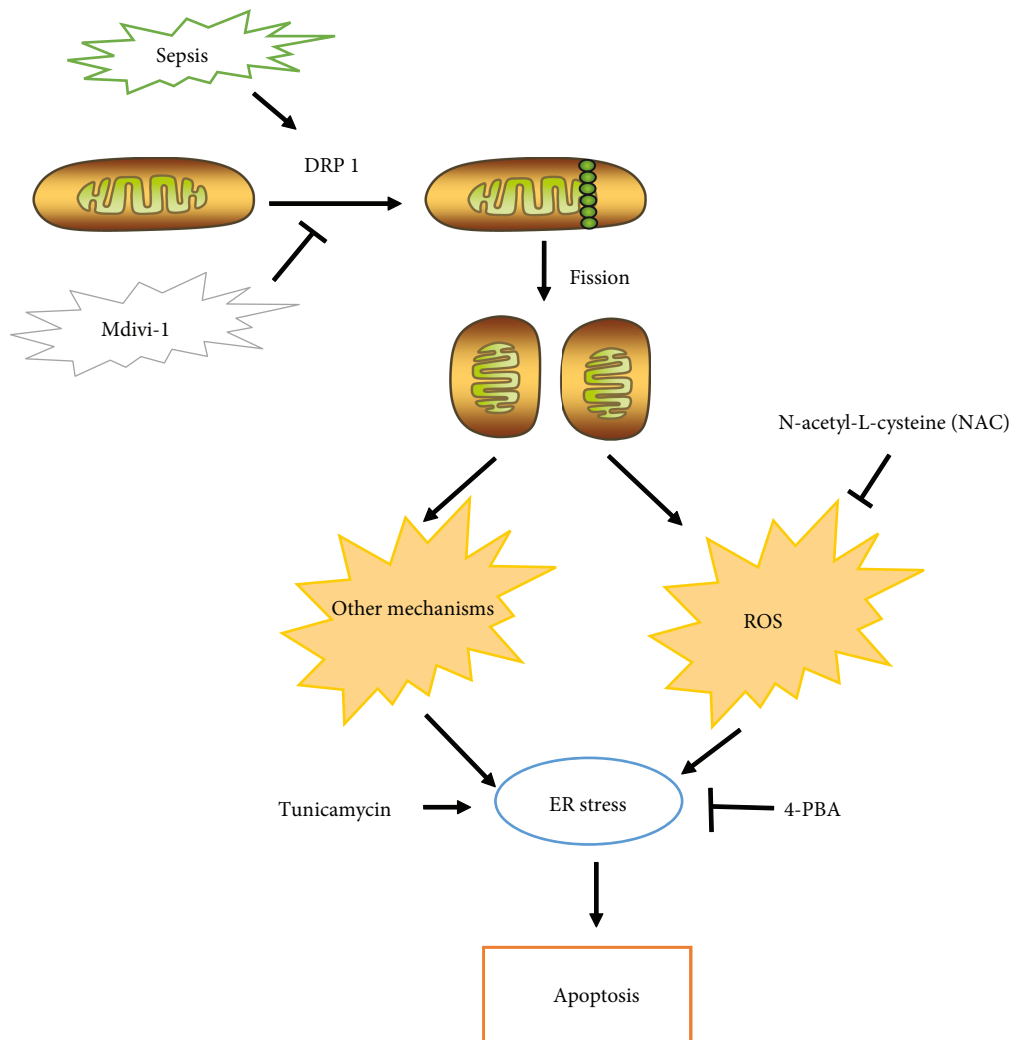 Sepsis
DRP 1
Mdivi-1
Fission
N-acetyl-L-cysteine (NAC)
Other mechanisms
ROS
Tunicamycin
ER stress
4-PBA
Apoptosis